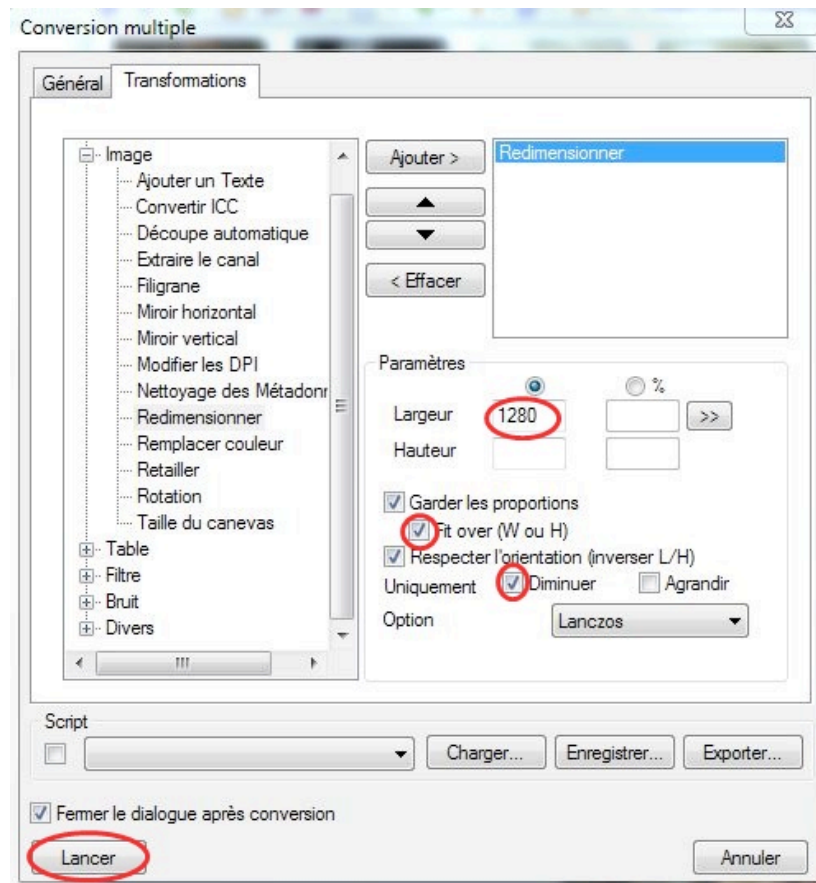 Conversion multiple
Général Transformations
Image
Ajouter un Texte
Convertir ICC
Découpe automatique
Extraire le canal
Filigrane
Miroir horizontal
Miroir vertical
Modifier les DPI
Nettoyage des Métadonr
Redimensionner
Remplacer couleur
Retailler
Rotation
Taille du canevas
Table
Filtre
Bruit
Divers
Ajouter >
< Effacer
Redimensionner
Paramètres
%
Largeur 1280 >>
Hauteur
Garder les proportions
Fit over (W ou H)
Respecter l'orientation (inverser L/H)
Uniquement Diminuer Agrandir
Option Lanczos
Script
Charger... Enregistrer... Exporter...
Fermer le dialogue après conversion
Lancer Annuler